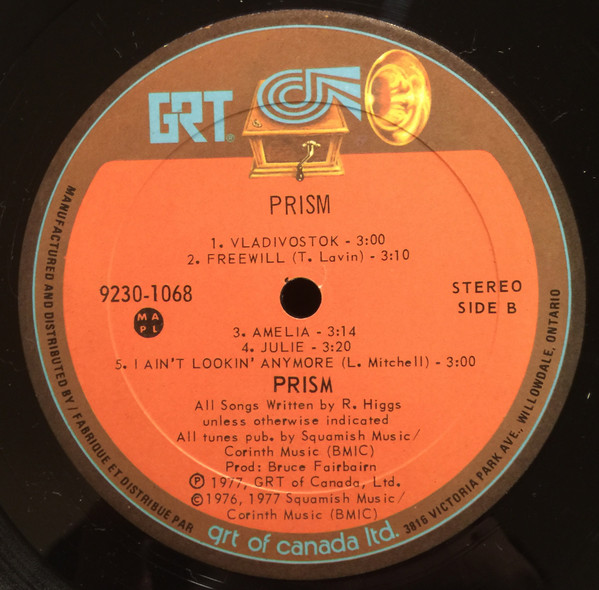 GRT®
PRISM
1. VLADIVOSTOK - 3:00
2. FREEWILL (T. Lavin) - 3:10
9230-1068
MA
PL
STEREO
SIDE B
3. AMELIA - 3:14
4. JULIE - 3:20
5. I AIN'T LOOKIN' ANYMORE (L. Mitchell) - 3:00
PRISM
All Songs Written by R. Higgs
unless otherwise indicated
All tunes pub. by Squamish Music/
Corinth Music (BMIC)
Prod: Bruce Fairbairn
Ⓟ 1977, GRT of Canada, Ltd.
© 1976, 1977 Squamish Music/
Corinth Music (BMIC)
MANUFACTURED AND DISTRIBUTED BY / FABRIQUE ET DISTRIBUE PAR
grt of canada ltd.
3816 VICTORIA PARK AVE., WILLOWDALE, ONTARIO